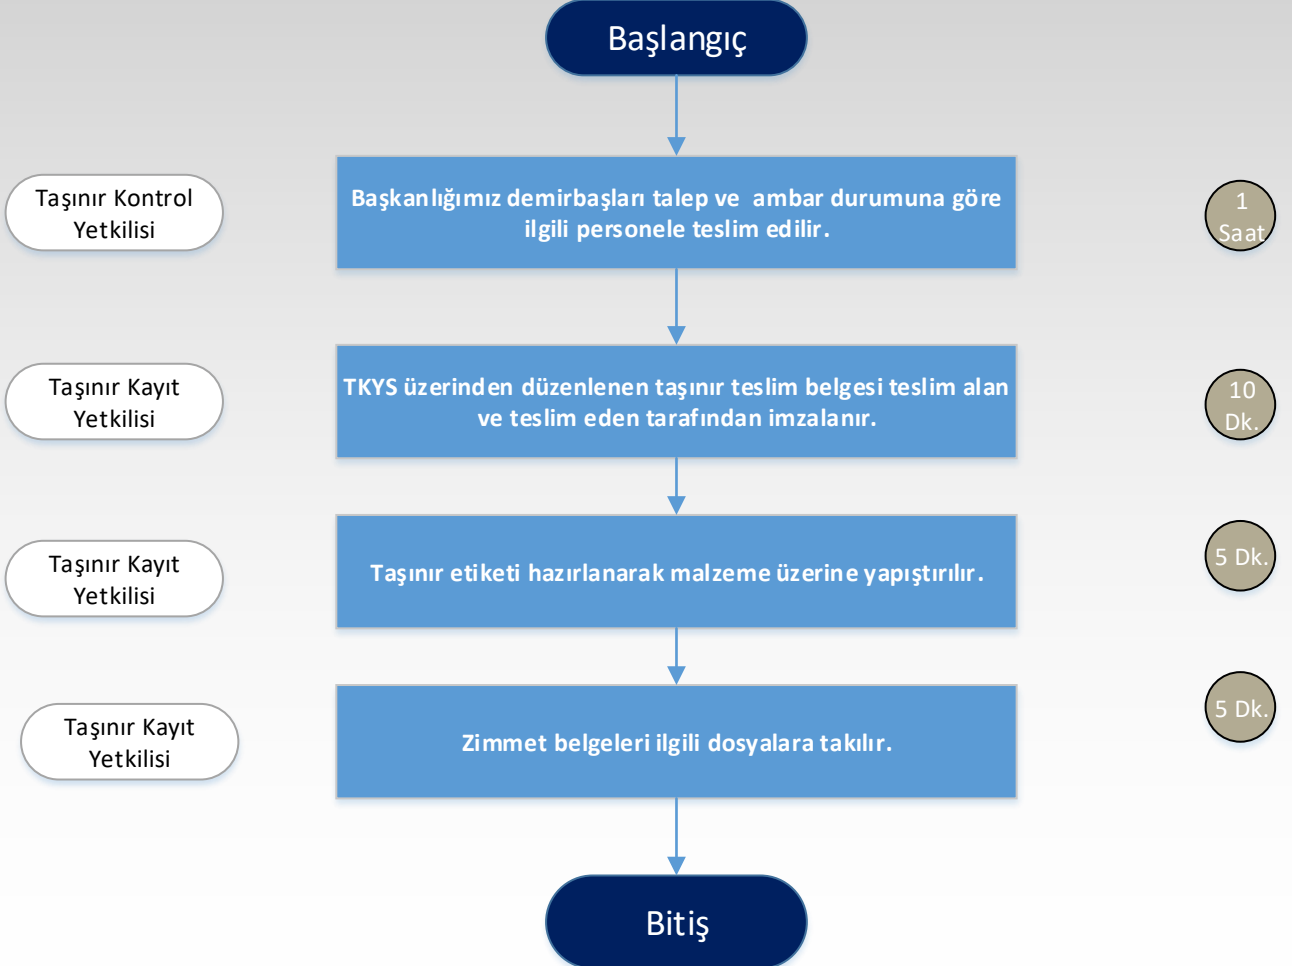 Başlangıç
Taşınır Kontrol
Yetkilisi
Başkanlığımız demirbaşları talep ve ambar durumuna göre
ilgili personele teslim edilir.
1
Saat
Taşınır Kayıt
Yetkilisi
TKYS üzerinden düzenlenen taşınır teslim belgesi teslim alan
ve teslim eden tarafından imzalanır.
10
Dk.
Taşınır Kayıt
Yetkilisi
Taşınır etiketi hazırlanarak malzeme üzerine yapıştırılır.
5 Dk.
Taşınır Kayıt
Yetkilisi
Zimmet belgeleri ilgili dosyalara takılır.
5 Dk.
Bitiş